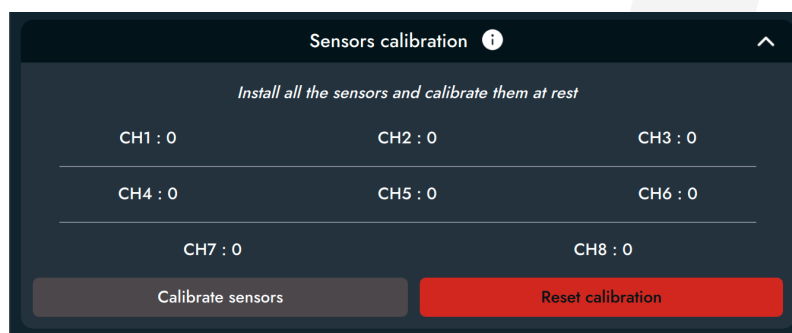 Sensors calibration i
Install all the sensors and calibrate them at rest
CH1 : 0 CH2 : 0 CH3 : 0
CH4 : 0 CH5 : 0 CH6 : 0
CH7 : 0 CH8 : 0
Calibrate sensors Reset calibration